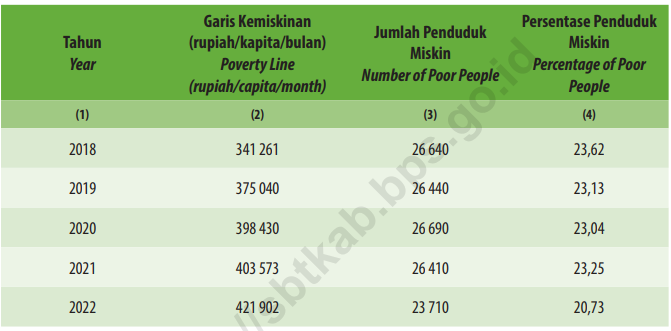 Tahun
Year
Garis Kemiskinan
(rupiah/kapita/bulan)
Poverty Line
(rupiah/capita/month)
Jumlah Penduduk
Miskin
Number of Poor People
Persentase Penduduk
Miskin
Percentage of Poor
People
(1) (2) (3) (4)
2018 341 261 26 640 23,62
2019 375 040 26 440 23,13
2020 398 430 26 690 23,04
2021 403 573 26 410 23,25
2022 421 902 23 710 20,73
//sbtkab.bps.go.id